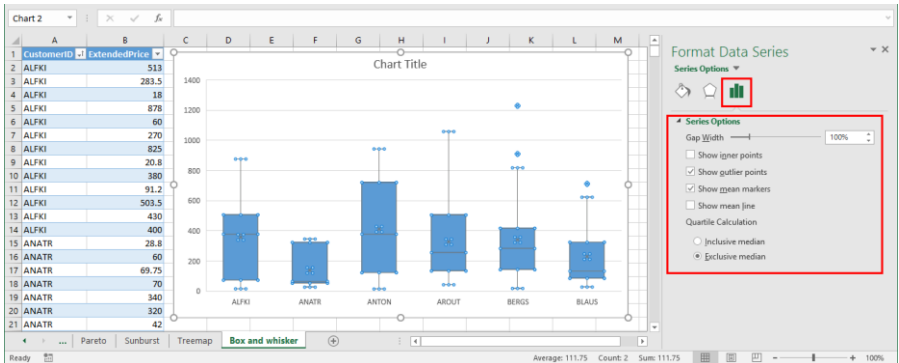 Chart 2
fx
A B C D E F G H I J K L M
1 CustomerID ExtendedPrice
2 ALFKI 513
3 ALFKI 283.5
4 ALFKI 18
5 ALFKI 878
6 ALFKI 60
7 ALFKI 270
8 ALFKI 825
9 ALFKI 20.8
10 ALFKI 380
11 ALFKI 91.2
12 ALFKI 503.5
13 ALFKI 430
14 ALFKI 400
15 ANATR 28.8
16 ANATR 60
17 ANATR 69.75
18 ANATR 70
19 ANATR 340
20 ANATR 320
21 ANATR 42
Chart Title
1400
1200
1000
800
600
400
200
0
ALFKI ANATR ANTON AROUT BERGS BLAUS
Format Data Series
Series Options
Series Options
Gap Width 100%
Show inner points
Show outlier points
Show mean markers
Show mean line
Quartile Calculation
Inclusive median
Exclusive median
... Pareto Sunburst Treemap Box and whisker
Ready Average: 111.75 Count: 2 Sum: 111.75 100%